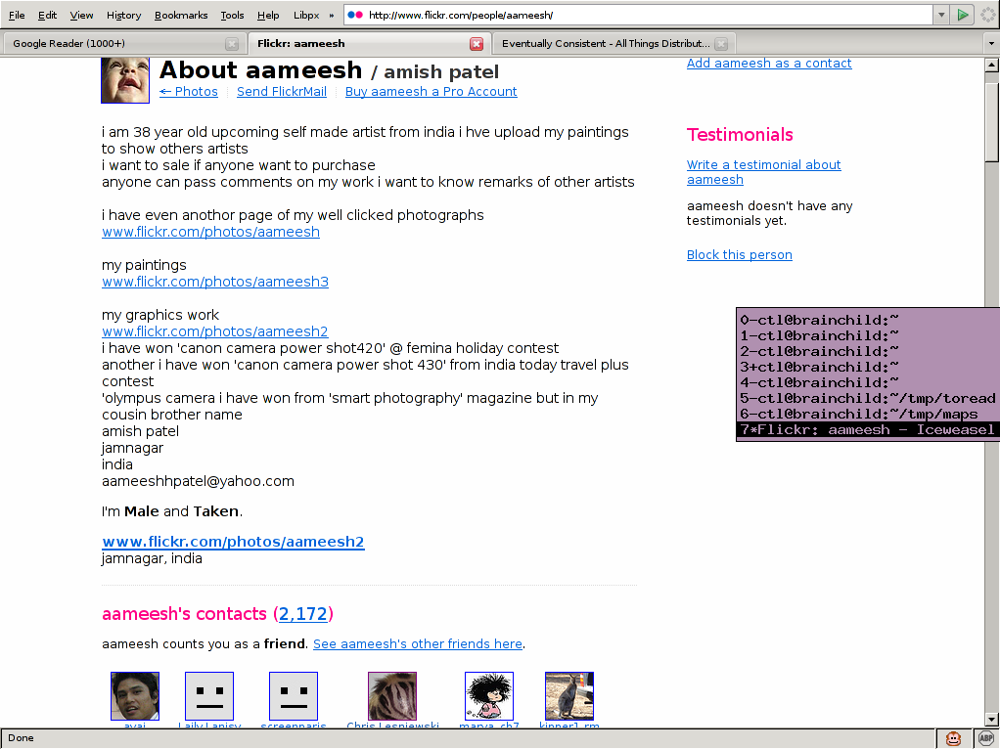 File Edit View History Bookmarks Tools Help Libpx » http://www.flickr.com/people/aameesh/
Google Reader (1000+) Flickr: aameesh Eventually Consistent - All Things Distribut...
About aameesh / amish patel
← Photos Send FlickrMail Buy aameesh a Pro Account
Add aameesh as a contact
i am 38 year old upcoming self made artist from india i hve upload my paintings
to show others artists
i want to sale if anyone want to purchase
anyone can pass comments on my work i want to know remarks of other artists
i have even anothor page of my well clicked photographs
www.flickr.com/photos/aameesh
my paintings
www.flickr.com/photos/aameesh3
my graphics work
www.flickr.com/photos/aameesh2
i have won 'canon camera power shot420' @ femina holiday contest
another i have won 'canon camera power shot 430' from india today travel plus
contest
'olympus camera i have won from 'smart photography' magazine but in my
cousin brother name
amish patel
jamnagar
india
aameeshhpatel@yahoo.com
I'm Male and Taken.
www.flickr.com/photos/aameesh2
jamnagar, india
Testimonials
Write a testimonial about
aameesh
aameesh doesn't have any
testimonials yet.
Block this person
0-ctl@brainchild:~
1-ctl@brainchild:~
2-ctl@brainchild:~
3+ctl@brainchild:~
4-ctl@brainchild:~
5-ctl@brainchild:~/tmp/toread
6-ctl@brainchild:~/tmp/maps
7*Flickr: aameesh - Iceweasel
aameesh's contacts (2,172)
aameesh counts you as a friend. See aameesh's other friends here.
Chris Lesniewski
Done ABP